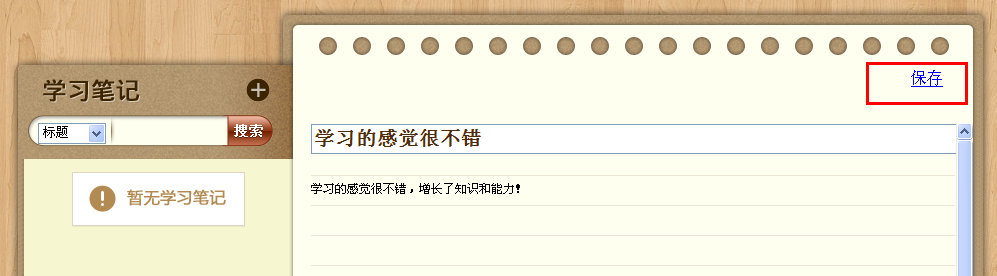 学习笔记
标题
搜索
暂无学习笔记
保存
学习的感觉很不错
学习的感觉很不错，增长了知识和能力！